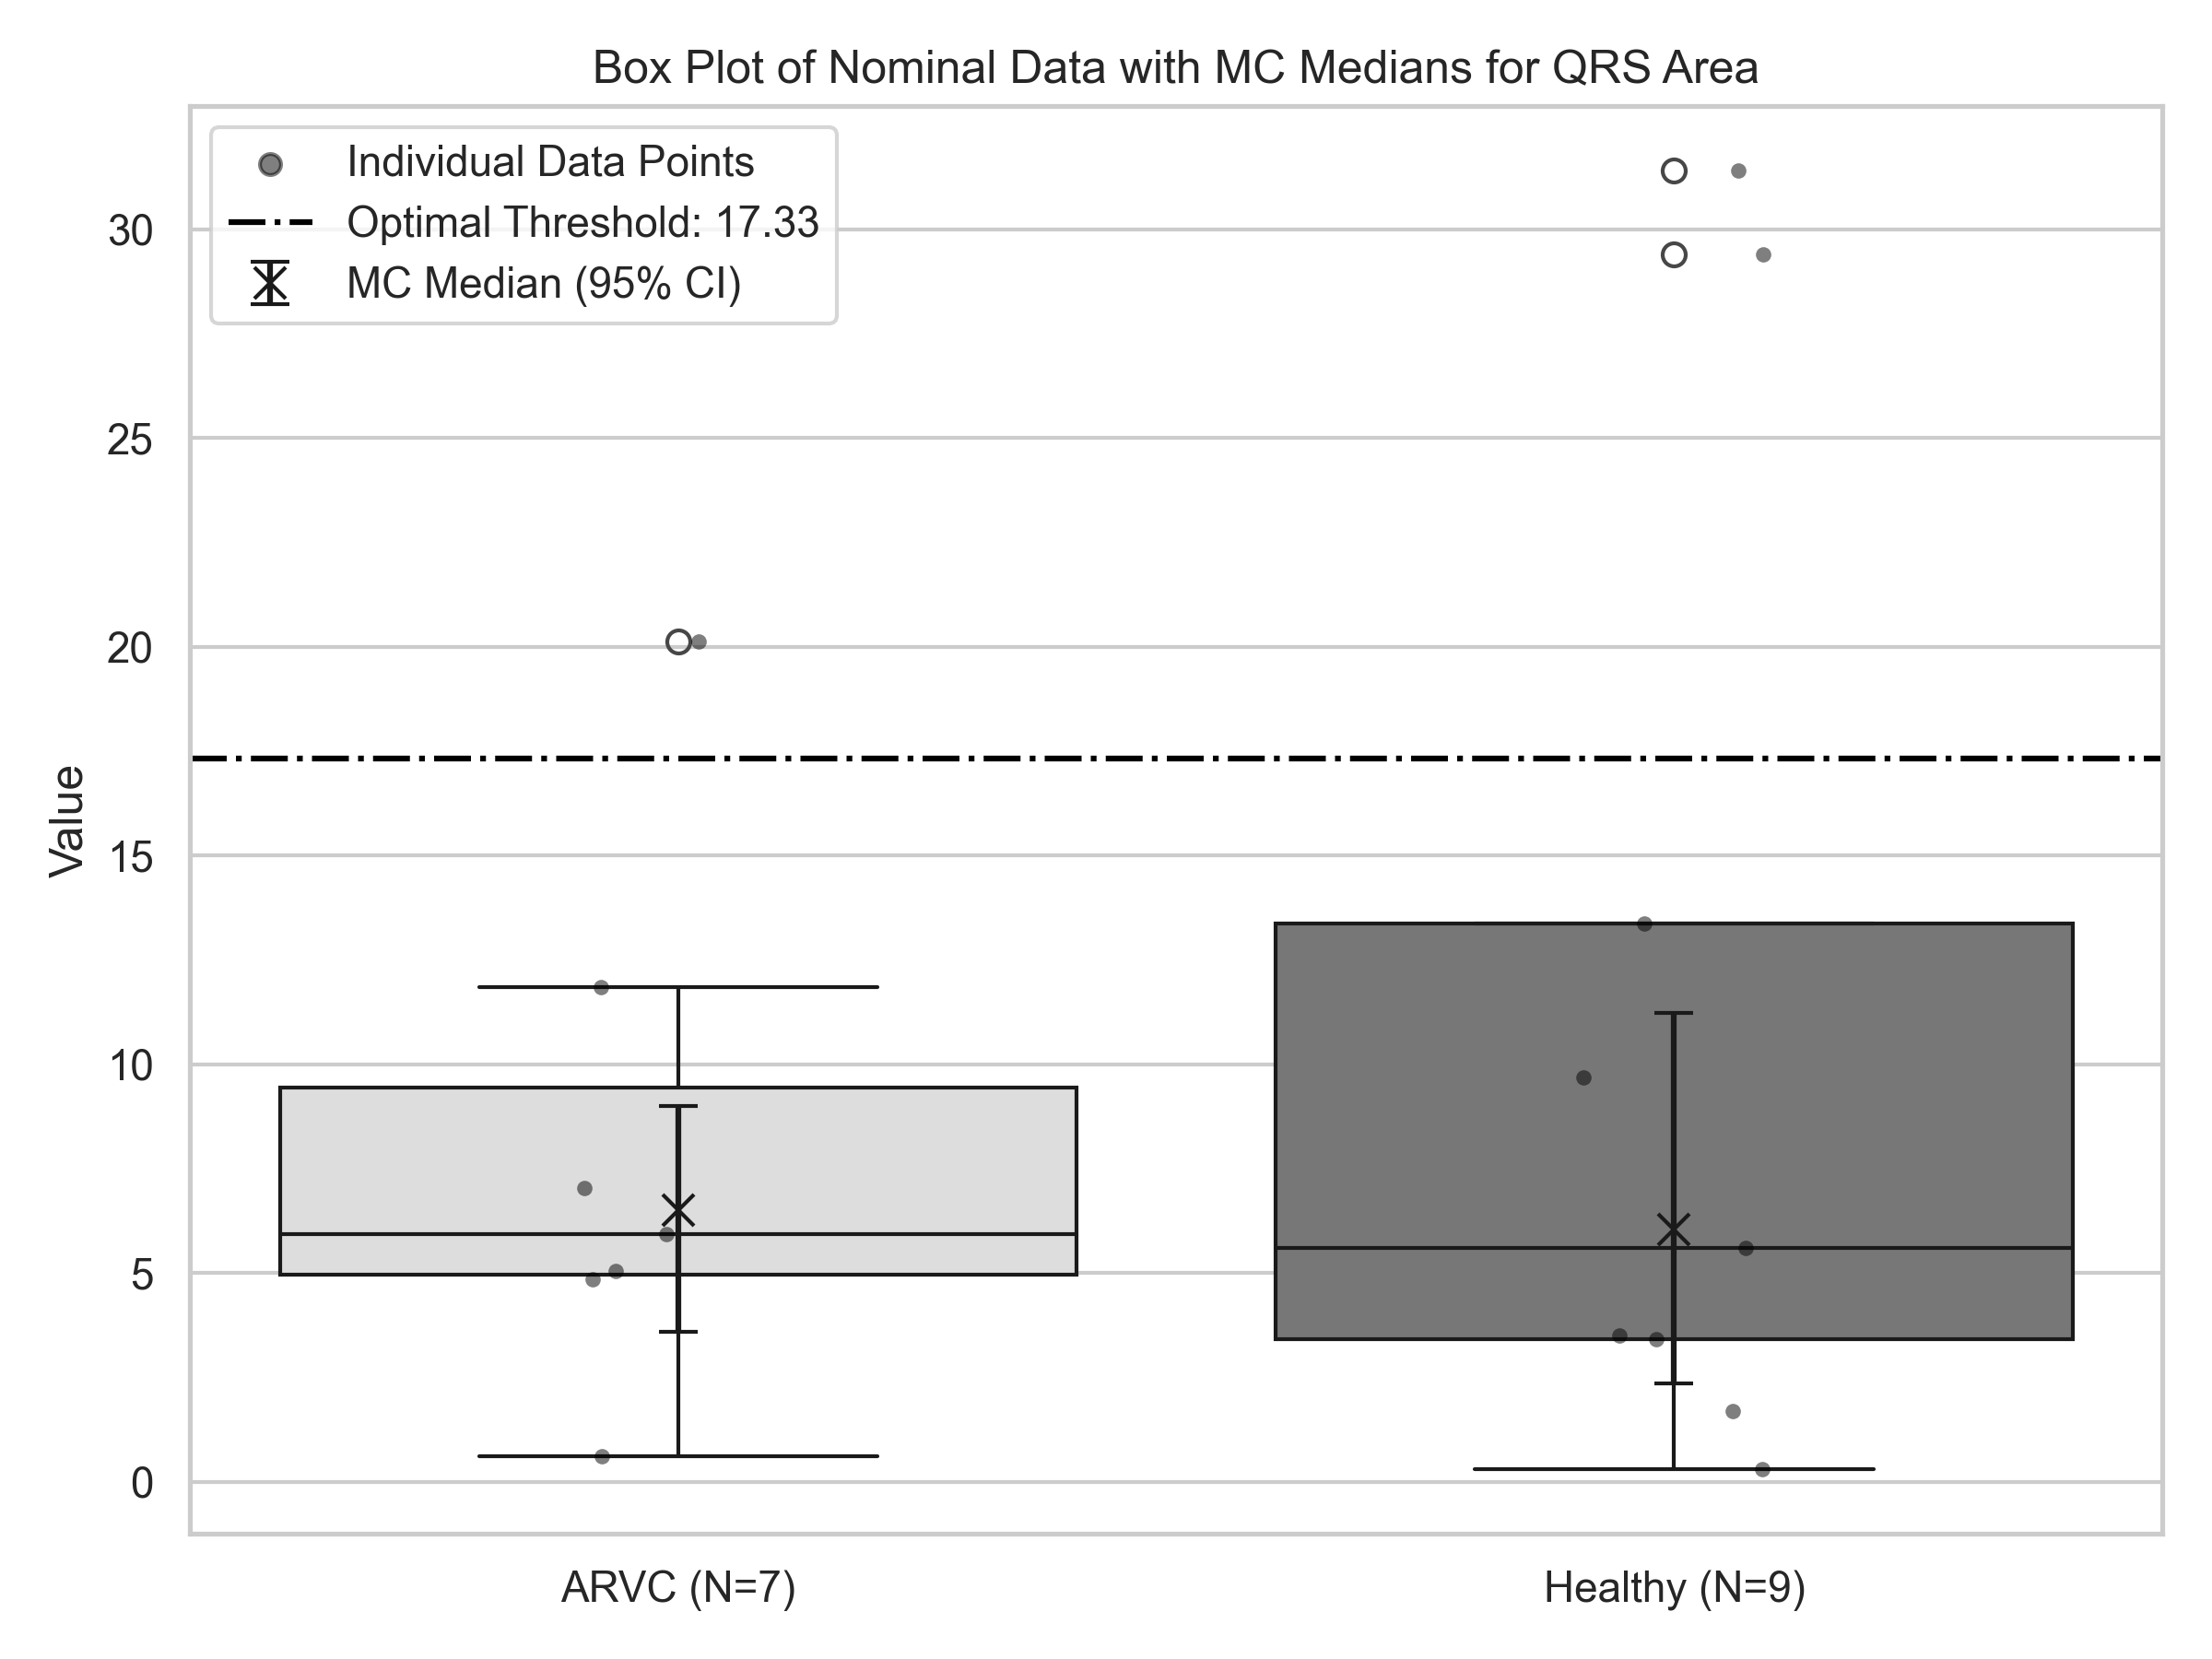 Box Plot of Nominal Data with MC Medians for QRS Area
Individual Data Points
Optimal Threshold: 17.33
MC Median (95% CI)
30
25
20
15
10
5
0
Value
ARVC (N=7)
Healthy (N=9)